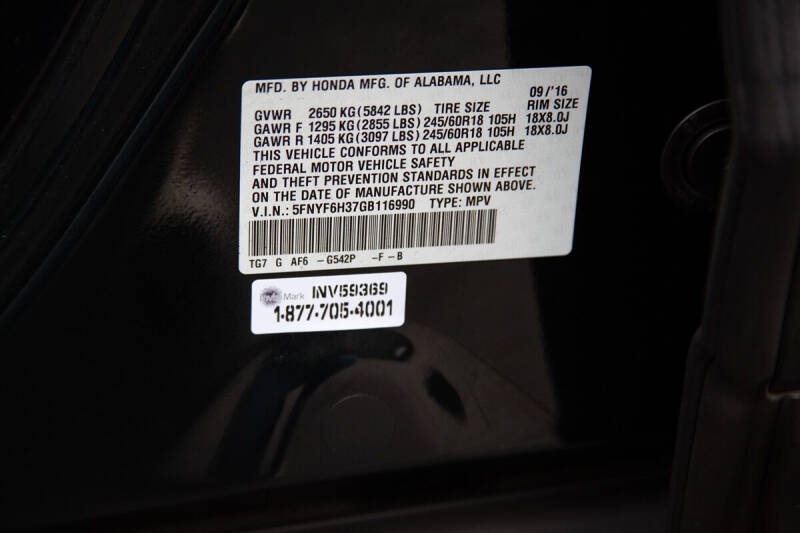 MFD. BY HONDA MFG. OF ALABAMA, LLC
09/'16
GVWR 2650 KG (5842 LBS) TIRE SIZE RIM SIZE
GAWR F 1295 KG (2855 LBS) 245/60R18 105H 18X8.0J
GAWR R 1405 KG (3097 LBS) 245/60R18 105H 18X8.0J
THIS VEHICLE CONFORMS TO ALL APPLICABLE
FEDERAL MOTOR VEHICLE SAFETY
AND THEFT PREVENTION STANDARDS IN EFFECT
ON THE DATE OF MANUFACTURE SHOWN ABOVE.
V.I.N.: 5FNYF6H37GB116990 TYPE: MPV
TG7 G AF6 -G542P -F-B
Mark INV59369
1-877-705-4001